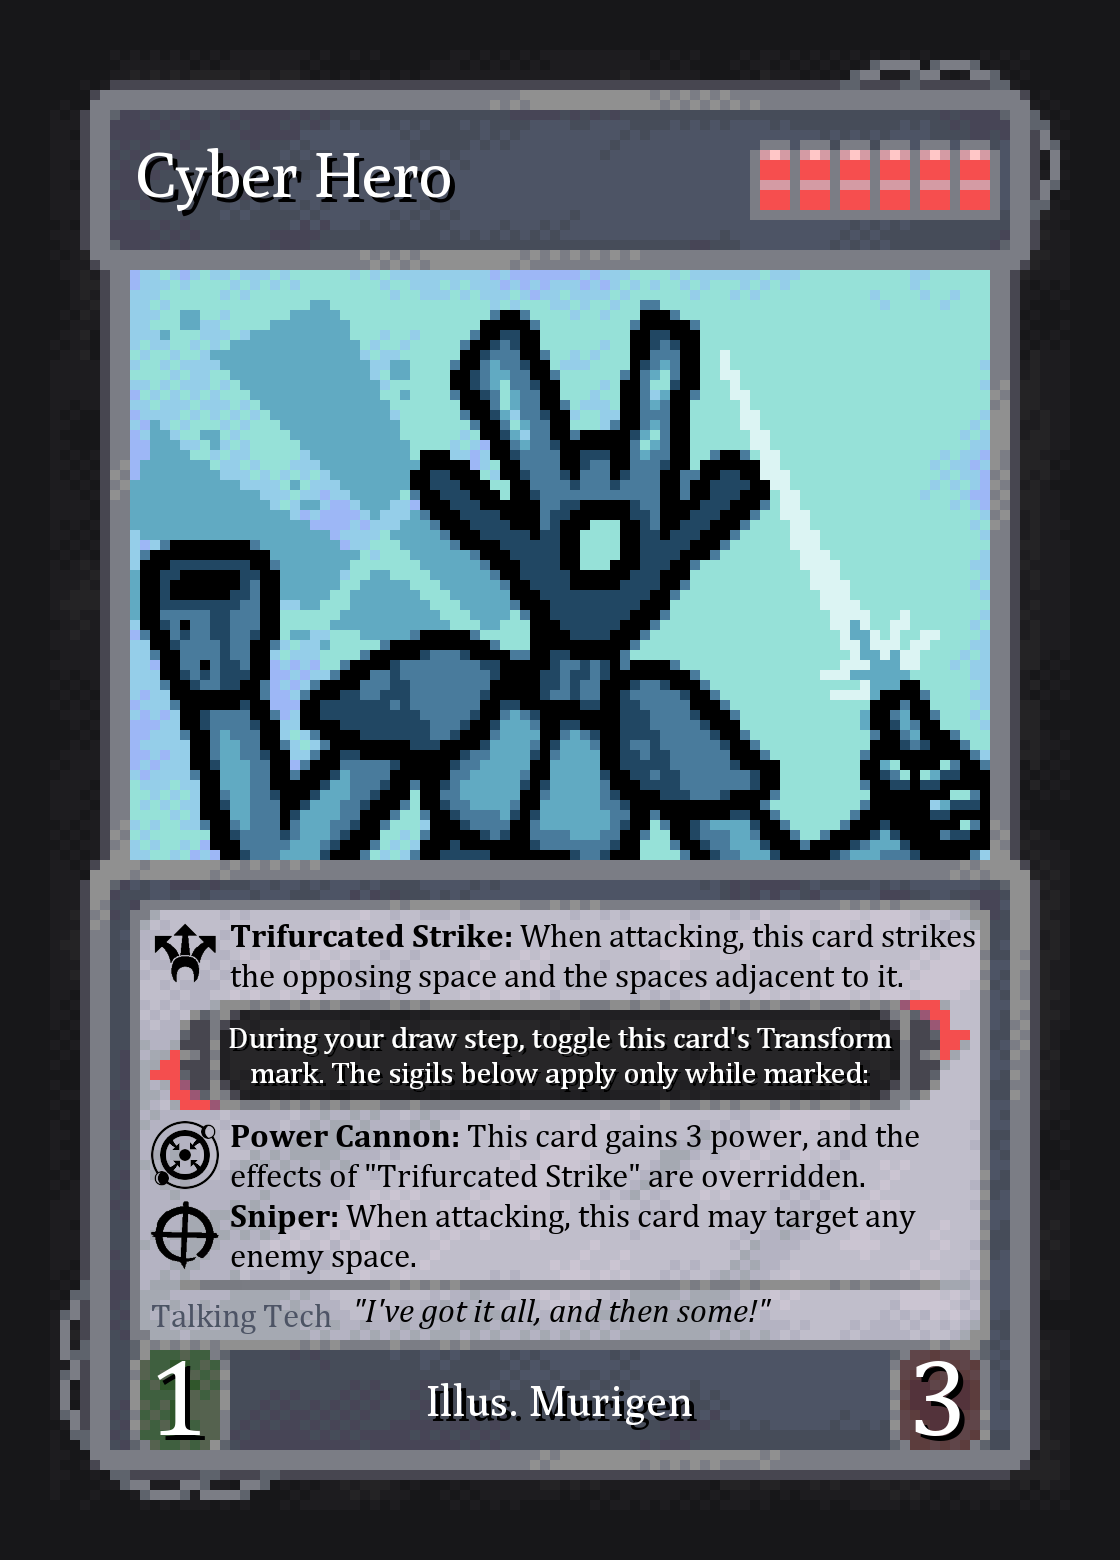 Cyber Hero
Trifurcated Strike: When attacking, this card strikes
the opposing space and the spaces adjacent to it.
During your draw step, toggle this card's Transform
mark. The sigils below apply only while marked:
Power Cannon: This card gains 3 power, and the
effects of "Trifurcated Strike" are overridden.
Sniper: When attacking, this card may target any
enemy space.
Talking Tech "I've got it all, and then some!"
1 Illus. Murigen 3